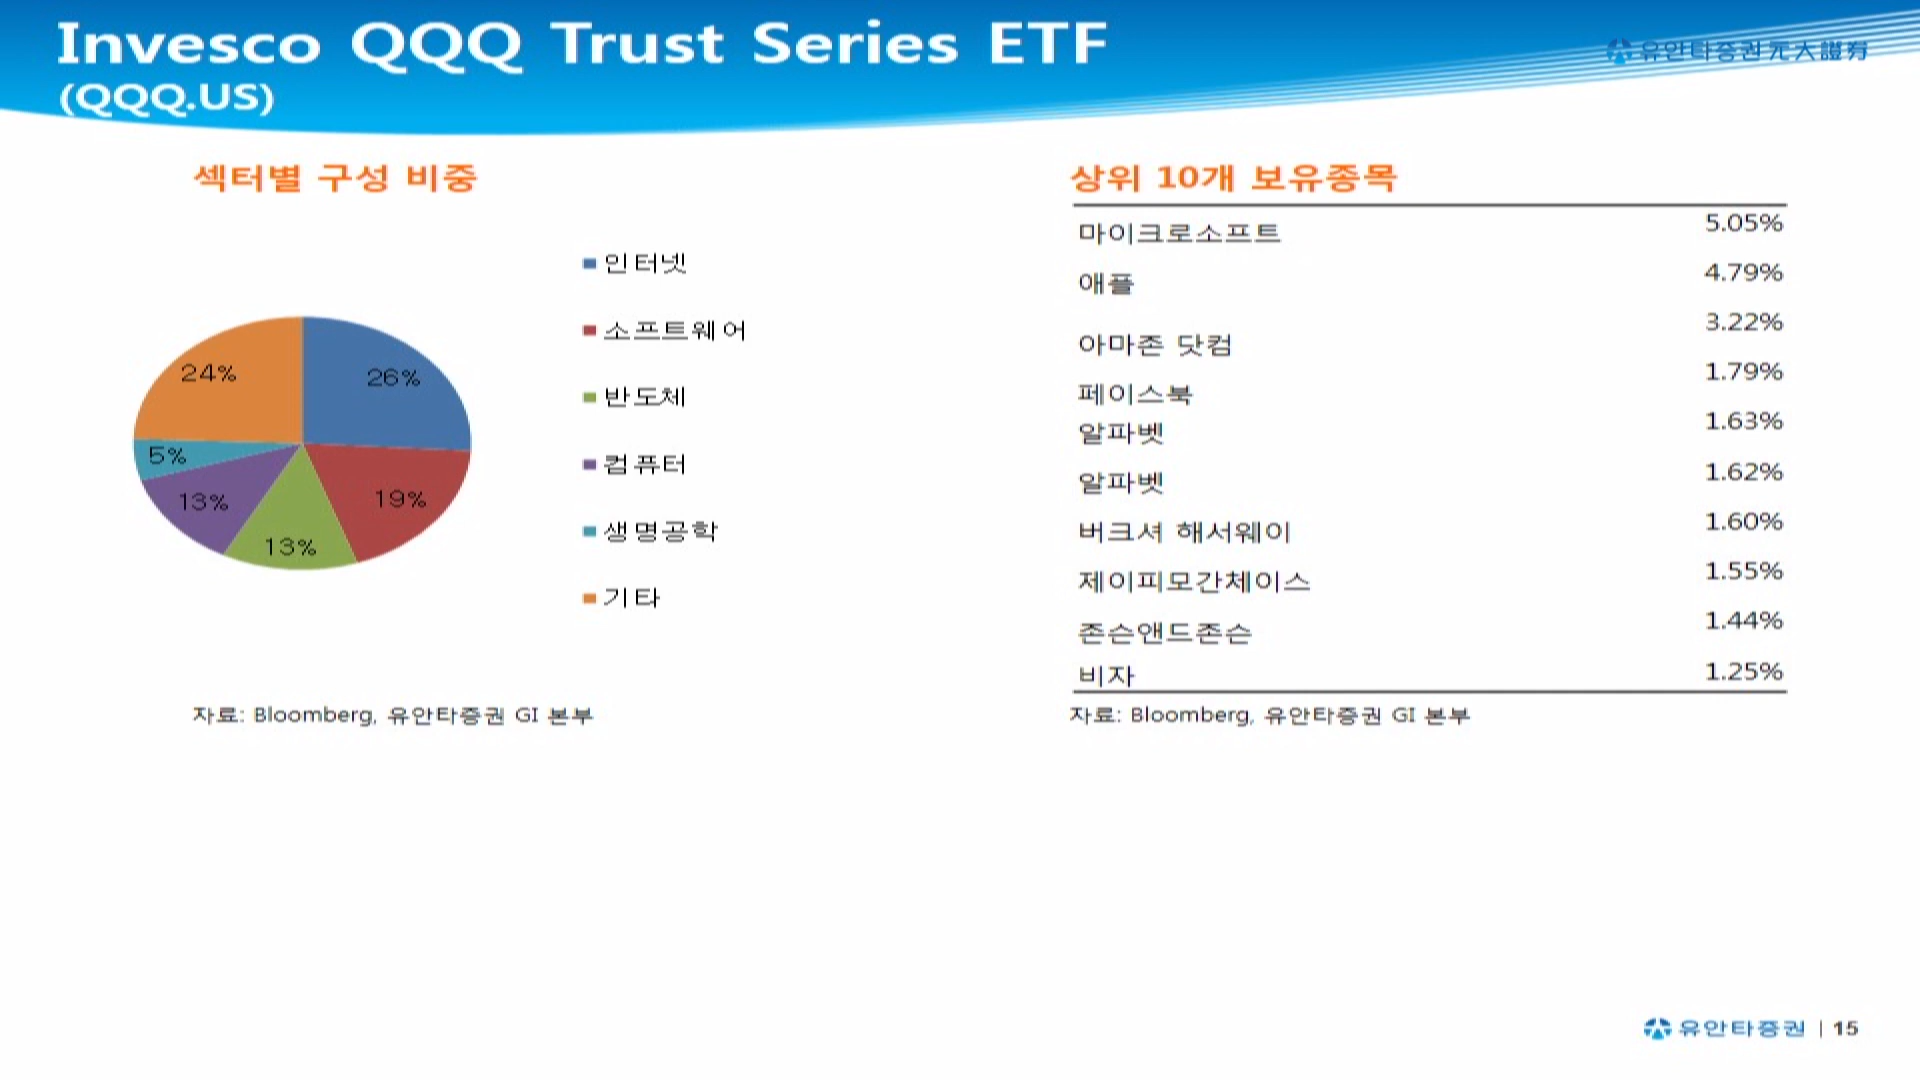 Invesco QQQ Trust Series ETF
(QQQ.US)
유안타증권 元大證券
섹터별 구성 비중
26%
19%
13%
13%
5%
24%
인터넷
소프트웨어
반도체
컴퓨터
생명공학
기타
자료: Bloomberg, 유안타증권 GI 본부
상위 10개 보유종목
마이크로소프트 5.05%
애플 4.79%
아마존 닷컴 3.22%
페이스북 1.79%
알파벳 1.63%
알파벳 1.62%
버크셔 해서웨이 1.60%
제이피모간체이스 1.55%
존슨앤드존슨 1.44%
비자 1.25%
자료: Bloomberg, 유안타증권 GI 본부
유안타증권 | 15